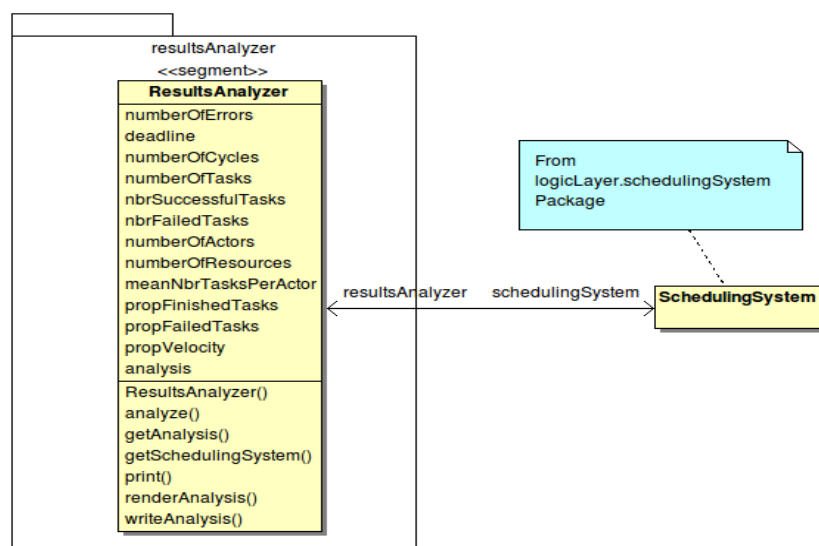 resultsAnalyzer
<<segment>>
ResultsAnalyzer
numberOfErrors
deadline
numberOfCycles
numberOfTasks
nbrSuccessfulTasks
nbrFailedTasks
numberOfActors
numberOfResources
meanNbrTasksPerActor
propFinishedTasks
propFailedTasks
propVelocity
analysis
ResultsAnalyzer()
analyze()
getAnalysis()
getSchedulingSystem()
print()
renderAnalysis()
writeAnalysis()
resultsAnalyzer
schedulingSystem
From
logicLayer.schedulingSystem
Package
SchedulingSystem